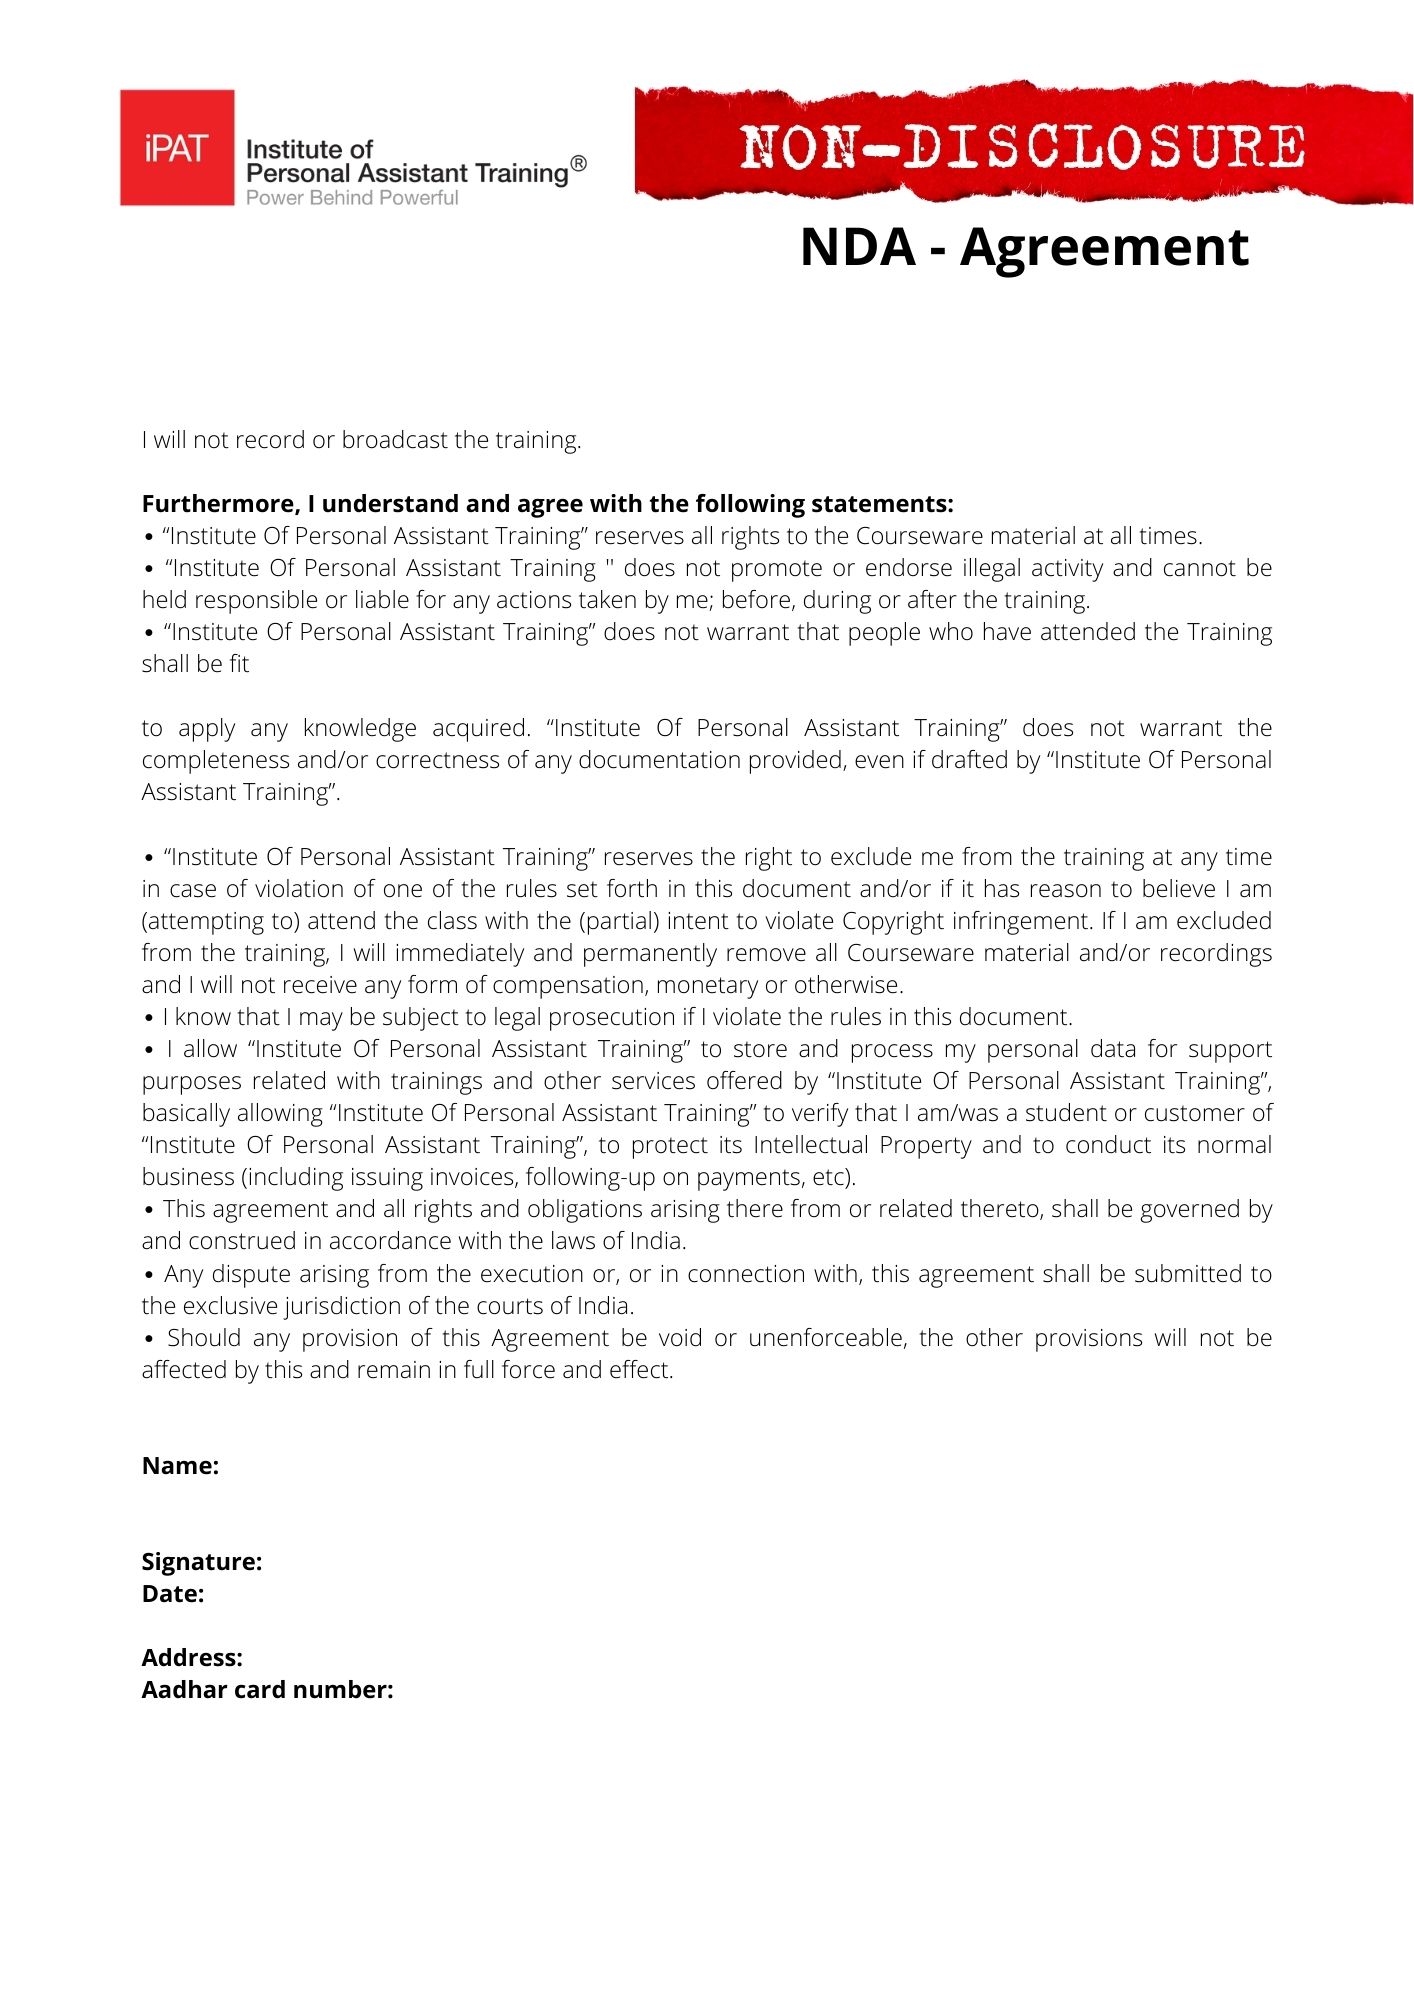 iPAT
Institute of
Personal Assistant Training®
Power Behind Powerful
NON-DISCLOSURE
NDA - Agreement
I will not record or broadcast the training.
Furthermore, I understand and agree with the following statements:
• “Institute Of Personal Assistant Training” reserves all rights to the Courseware material at all times.
• “Institute Of Personal Assistant Training " does not promote or endorse illegal activity and cannot be
held responsible or liable for any actions taken by me; before, during or after the training.
• “Institute Of Personal Assistant Training” does not warrant that people who have attended the Training
shall be fit
to apply any knowledge acquired. “Institute Of Personal Assistant Training” does not warrant the
completeness and/or correctness of any documentation provided, even if drafted by “Institute Of Personal
Assistant Training”.
• “Institute Of Personal Assistant Training” reserves the right to exclude me from the training at any time
in case of violation of one of the rules set forth in this document and/or if it has reason to believe I am
(attempting to) attend the class with the (partial) intent to violate Copyright infringement. If I am excluded
from the training, I will immediately and permanently remove all Courseware material and/or recordings
and I will not receive any form of compensation, monetary or otherwise.
• I know that I may be subject to legal prosecution if I violate the rules in this document.
• I allow “Institute Of Personal Assistant Training” to store and process my personal data for support
purposes related with trainings and other services offered by “Institute Of Personal Assistant Training”,
basically allowing “Institute Of Personal Assistant Training” to verify that I am/was a student or customer of
“Institute Of Personal Assistant Training”, to protect its Intellectual Property and to conduct its normal
business (including issuing invoices, following-up on payments, etc).
• This agreement and all rights and obligations arising there from or related thereto, shall be governed by
and construed in accordance with the laws of India.
• Any dispute arising from the execution or, or in connection with, this agreement shall be submitted to
the exclusive jurisdiction of the courts of India.
• Should any provision of this Agreement be void or unenforceable, the other provisions will not be
affected by this and remain in full force and effect.
Name:
Signature:
Date:
Address:
Aadhar card number: